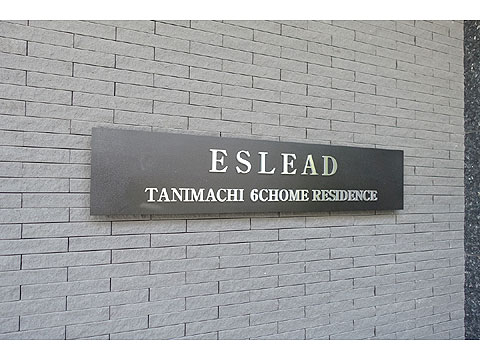 ESLEAD
TANIMACHI 6CHOME RESIDENCE